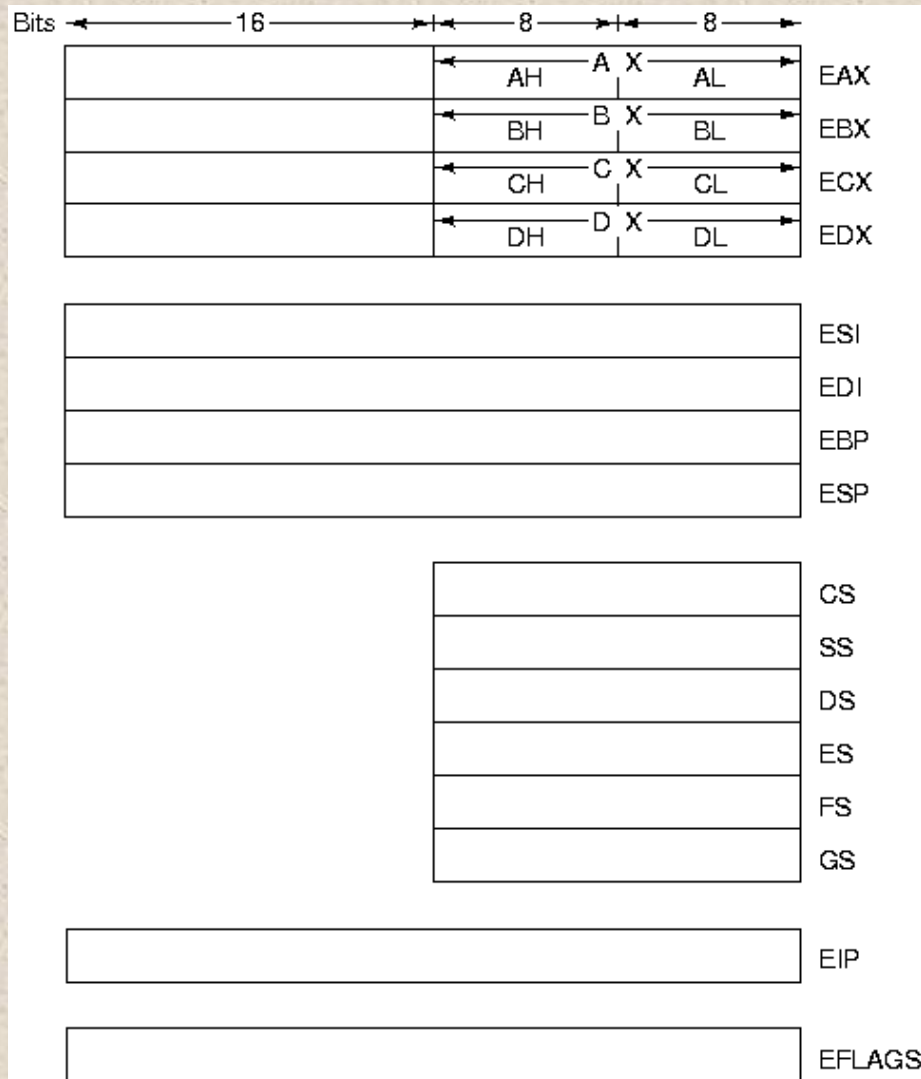 Bits 16 8 8
A X
AH AL EAX
B X
BH BL EBX
C X
CH CL ECX
D X
DH DL EDX
ESI
EDI
EBP
ESP
CS
SS
DS
ES
FS
GS
EIP
EFLAGS